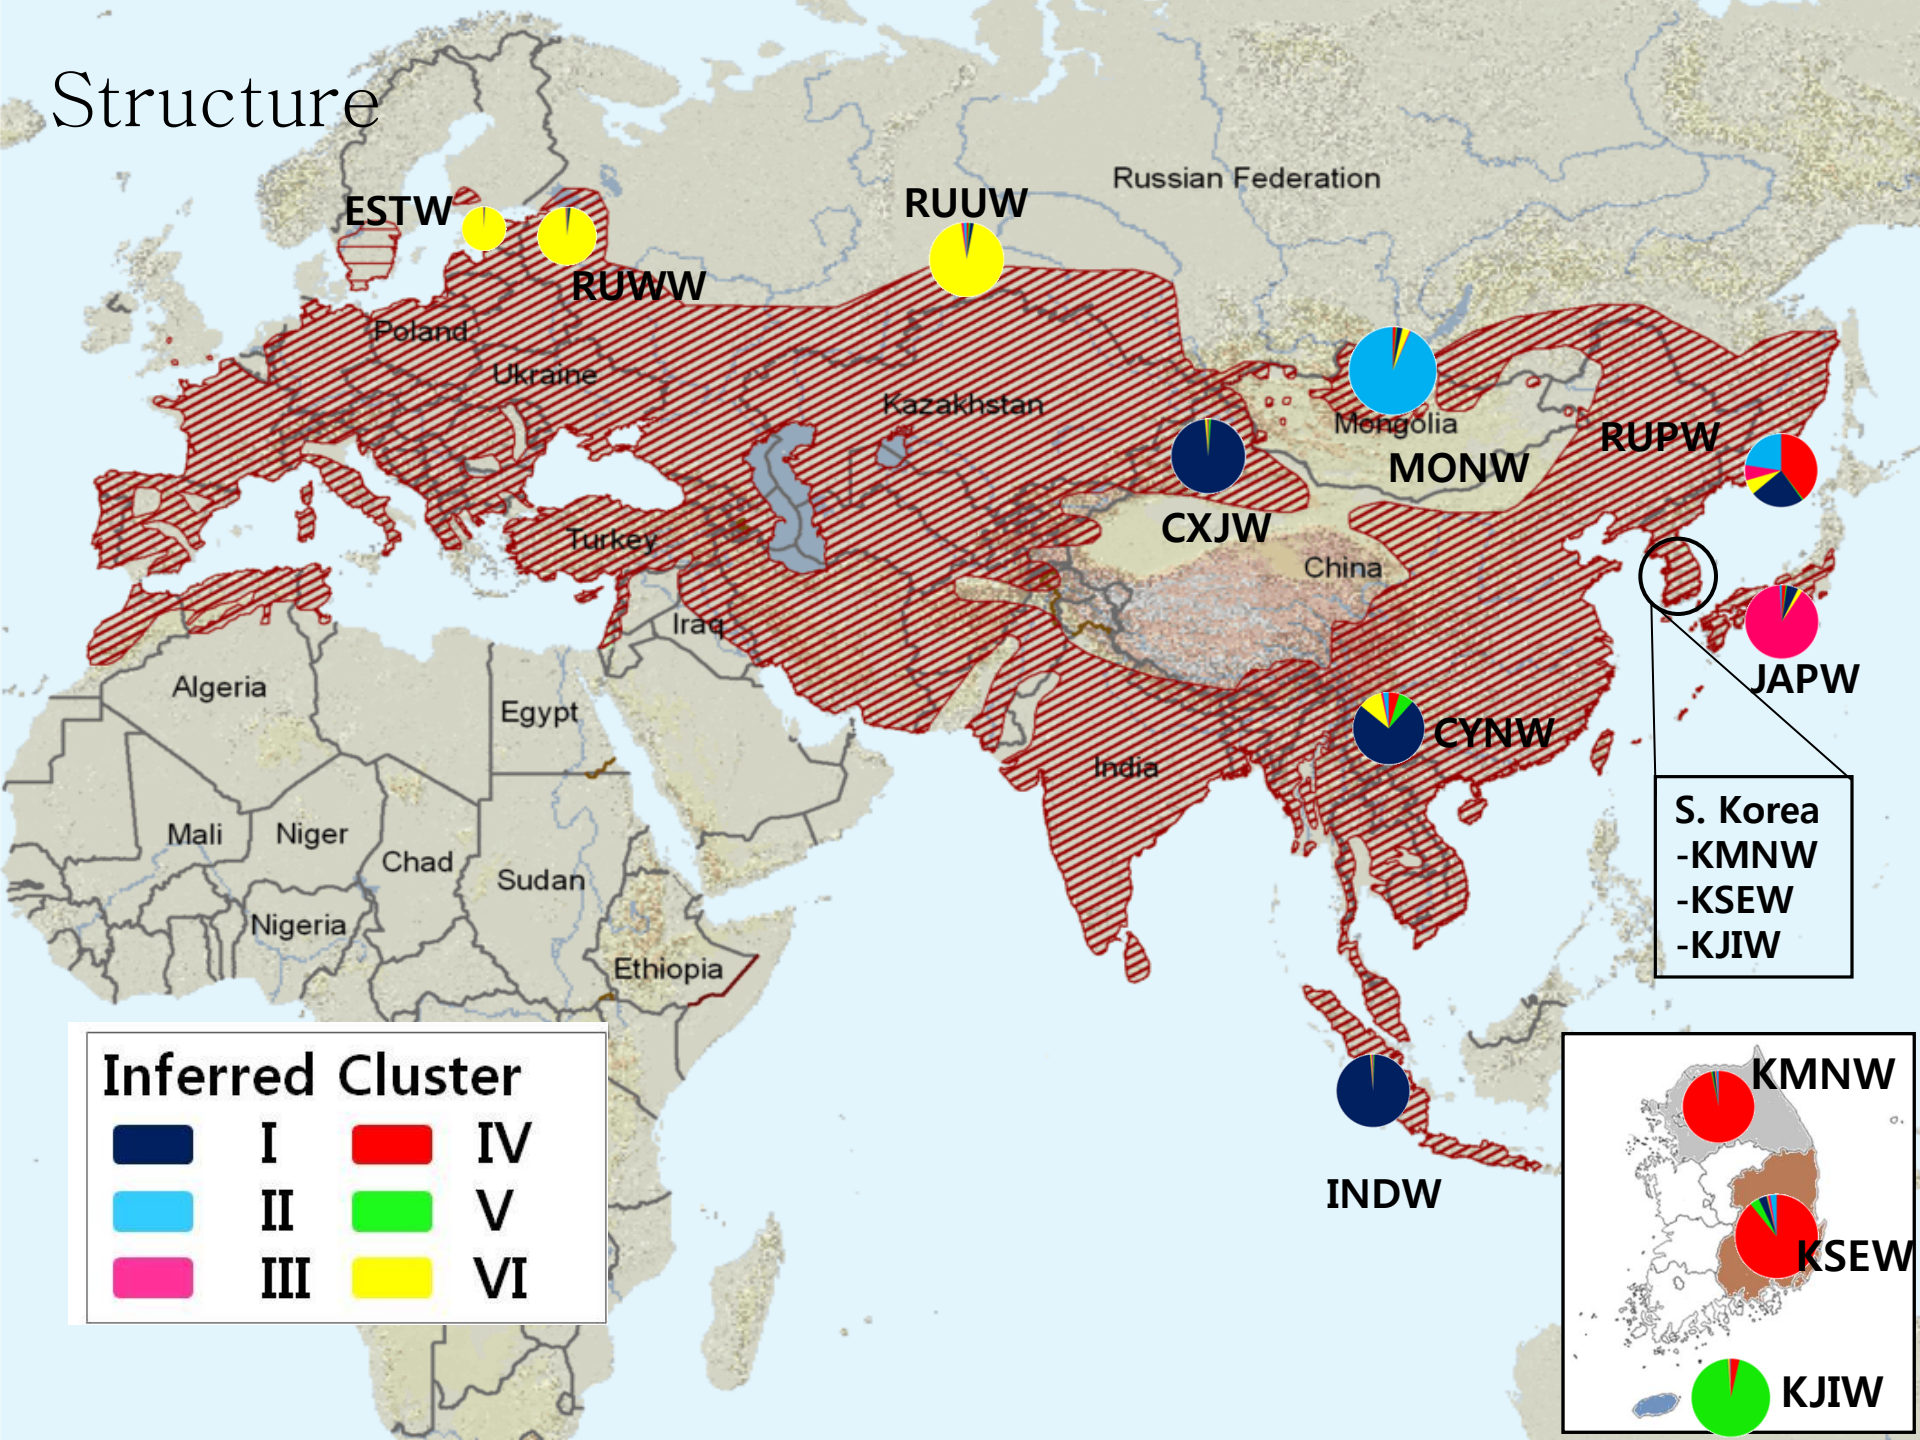 Structure
Russian Federation
RUUW
ESTW
RUWW
Poland
Ukraine
Kazakhstan
Mongolia
RUPW
MONW
CXJW
Turkey
China
Iraq
JAPW
Algeria
Egypt
CYNW
India
S. Korea
-KMNW
-KSEW
-KJIW
Mali
Niger
Chad
Sudan
Nigeria
Ethiopia
Inferred Cluster
I IV
II V
III VI
INDW
KMNW
KSEW
KJIW